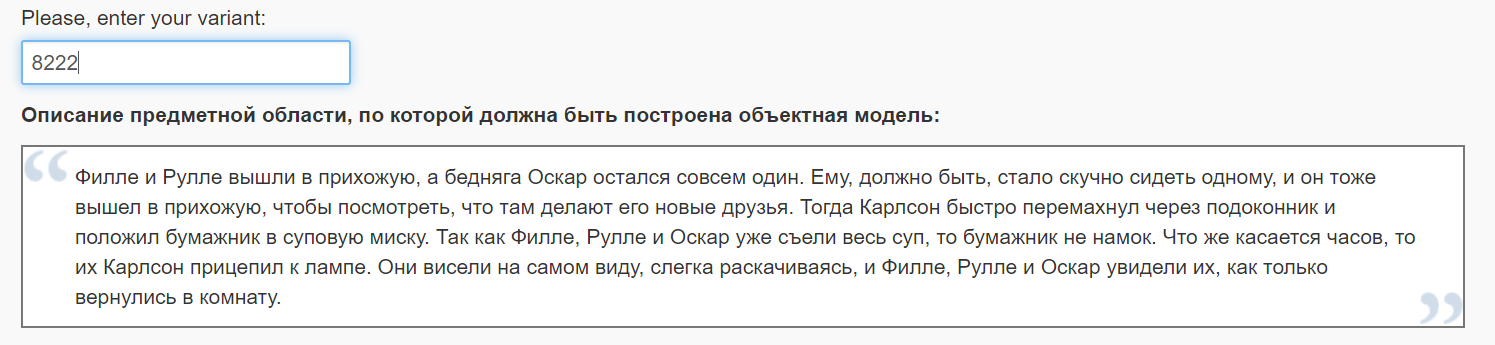 Please, enter your variant:
8222
Описание предметной области, по которой должна быть построена объектная модель:
“
Филле и Рулле вышли в прихожую, а бедняга Оскар остался совсем один. Ему, должно быть, стало скучно сидеть одному, и он тоже
вышел в прихожую, чтобы посмотреть, что там делают его новые друзья. Тогда Карлсон быстро перемахнул через подоконник и
положил бумажник в суповую миску. Так как Филле, Рулле и Оскар уже съели весь суп, то бумажник не намок. Что же касается часов, то
их Карлсон прицепил к лампе. Они висели на самом виду, слегка раскачиваясь, и Филле, Рулле и Оскар увидели их, как только
вернулись в комнату.
”